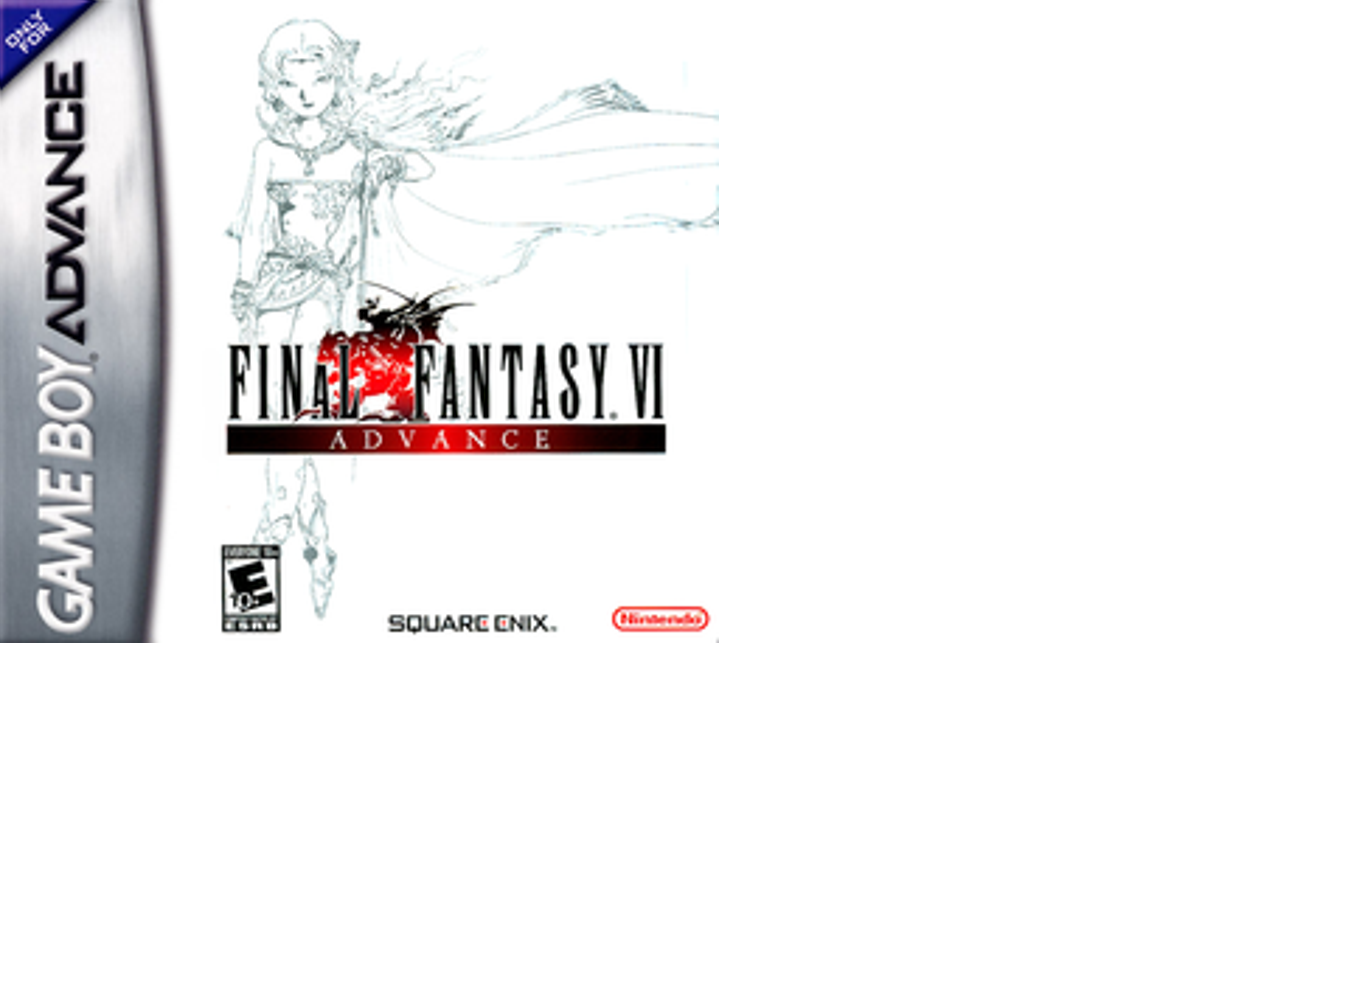 ONLY
FOR
GAME BOY ADVANCE
FINAL FANTASY VI
ADVANCE
EVERYONE 10+
E
10+
ESRB
SQUARE ENIX
Nintendo